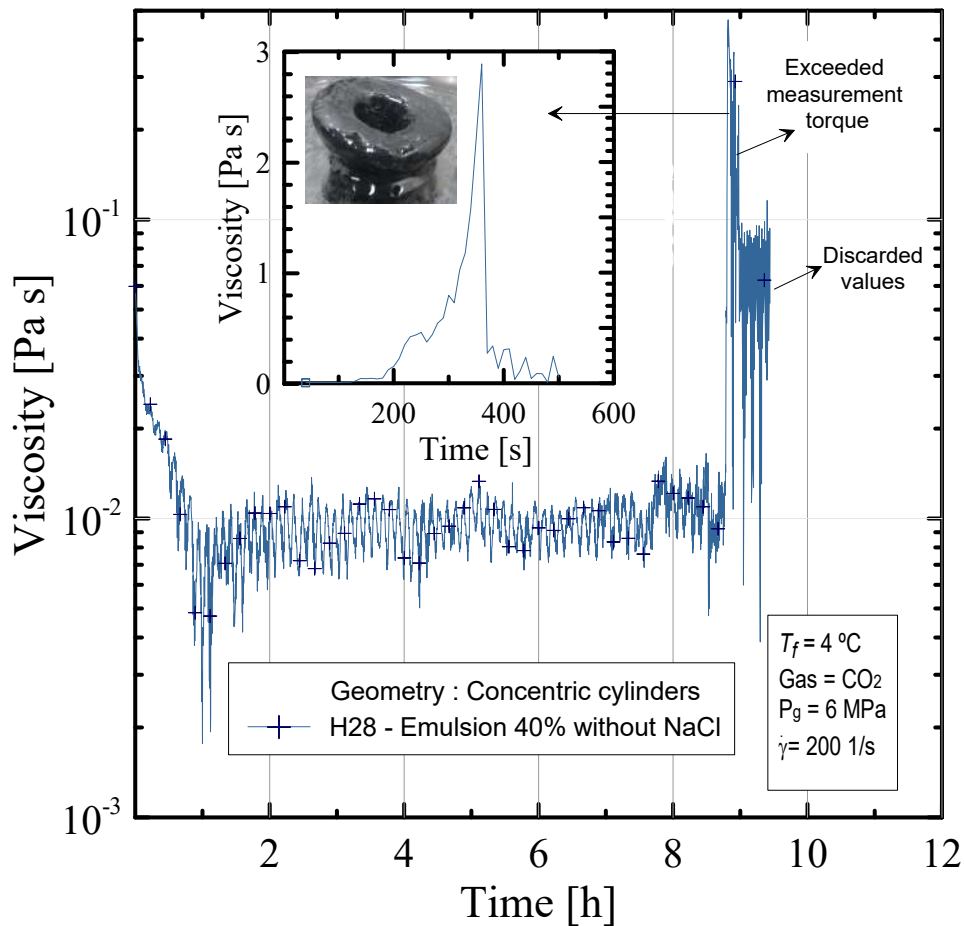 Viscosity [Pa s]
10⁻¹
10⁻²
10⁻³
2
4
6
8
10
12
Time [h]
Viscosity [Pa s]
3
2
1
0
200
400
600
Time [s]
Exceeded
measurement
torque
Discarded
values
T_f = 4 ºC
Gas = CO₂
Pg = 6 MPa
γ̇ = 200 1/s
Geometry : Concentric cylinders
H28 - Emulsion 40% without NaCl